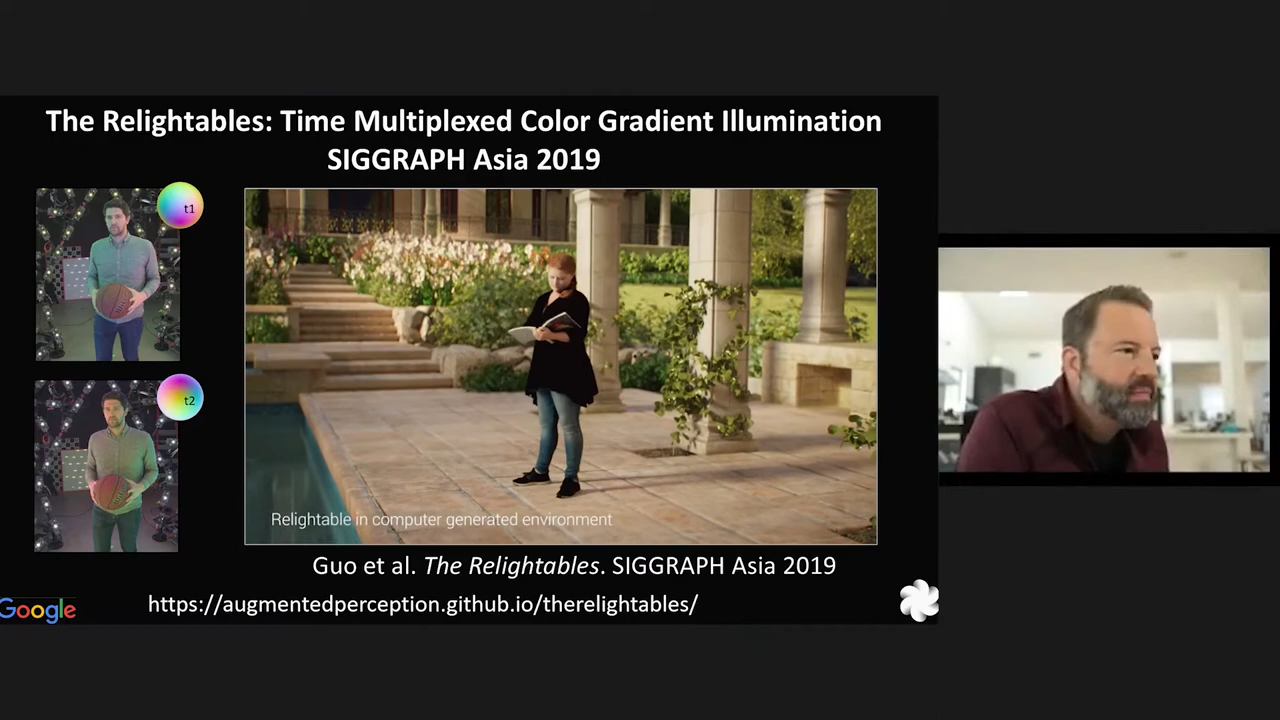 The Relightables: Time Multiplexed Color Gradient Illumination
SIGGRAPH Asia 2019
t1
t2
Relightable in computer generated environment
Guo et al. The Relightables. SIGGRAPH Asia 2019
https://augmentedperception.github.io/therelightables/
Google